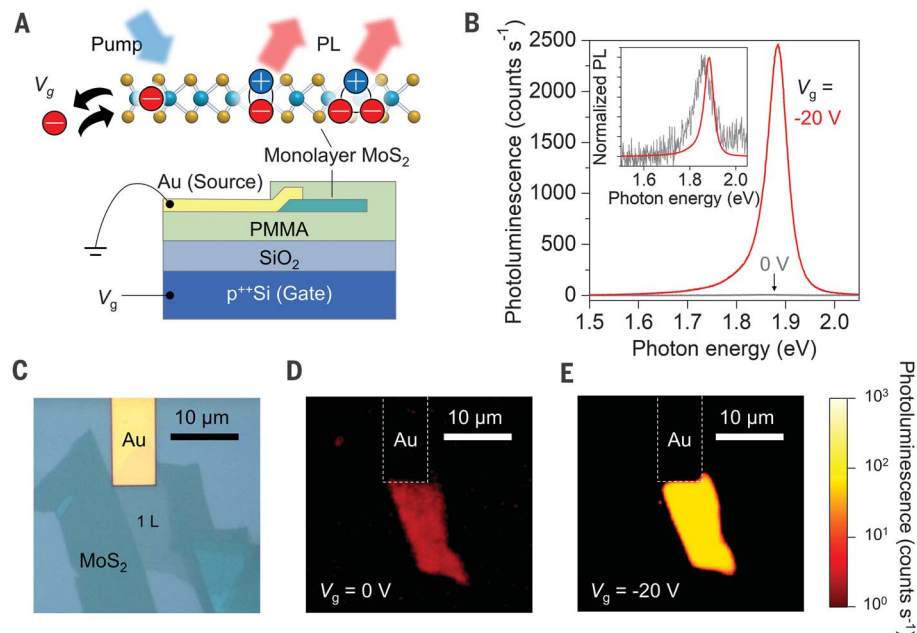 A
Pump
PL
V_g
Monolayer MoS₂
Au (Source)
PMMA
SiO₂
V_g
p⁺⁺Si (Gate)
B
Photoluminescence (counts s⁻¹)
2500
2000
1500
1000
500
0
1.5
1.6
1.7
1.8
1.9
2.0
Photon energy (eV)
V_g =
-20 V
0 V
Normalized PL
1.6
1.8
2.0
Photon energy (eV)
C
10 μm
Au
1 L
MoS₂
D
10 μm
Au
V_g = 0 V
E
10 μm
Au
V_g = -20 V
10³
10²
10¹
10⁰
Photoluminescence (counts s⁻¹)